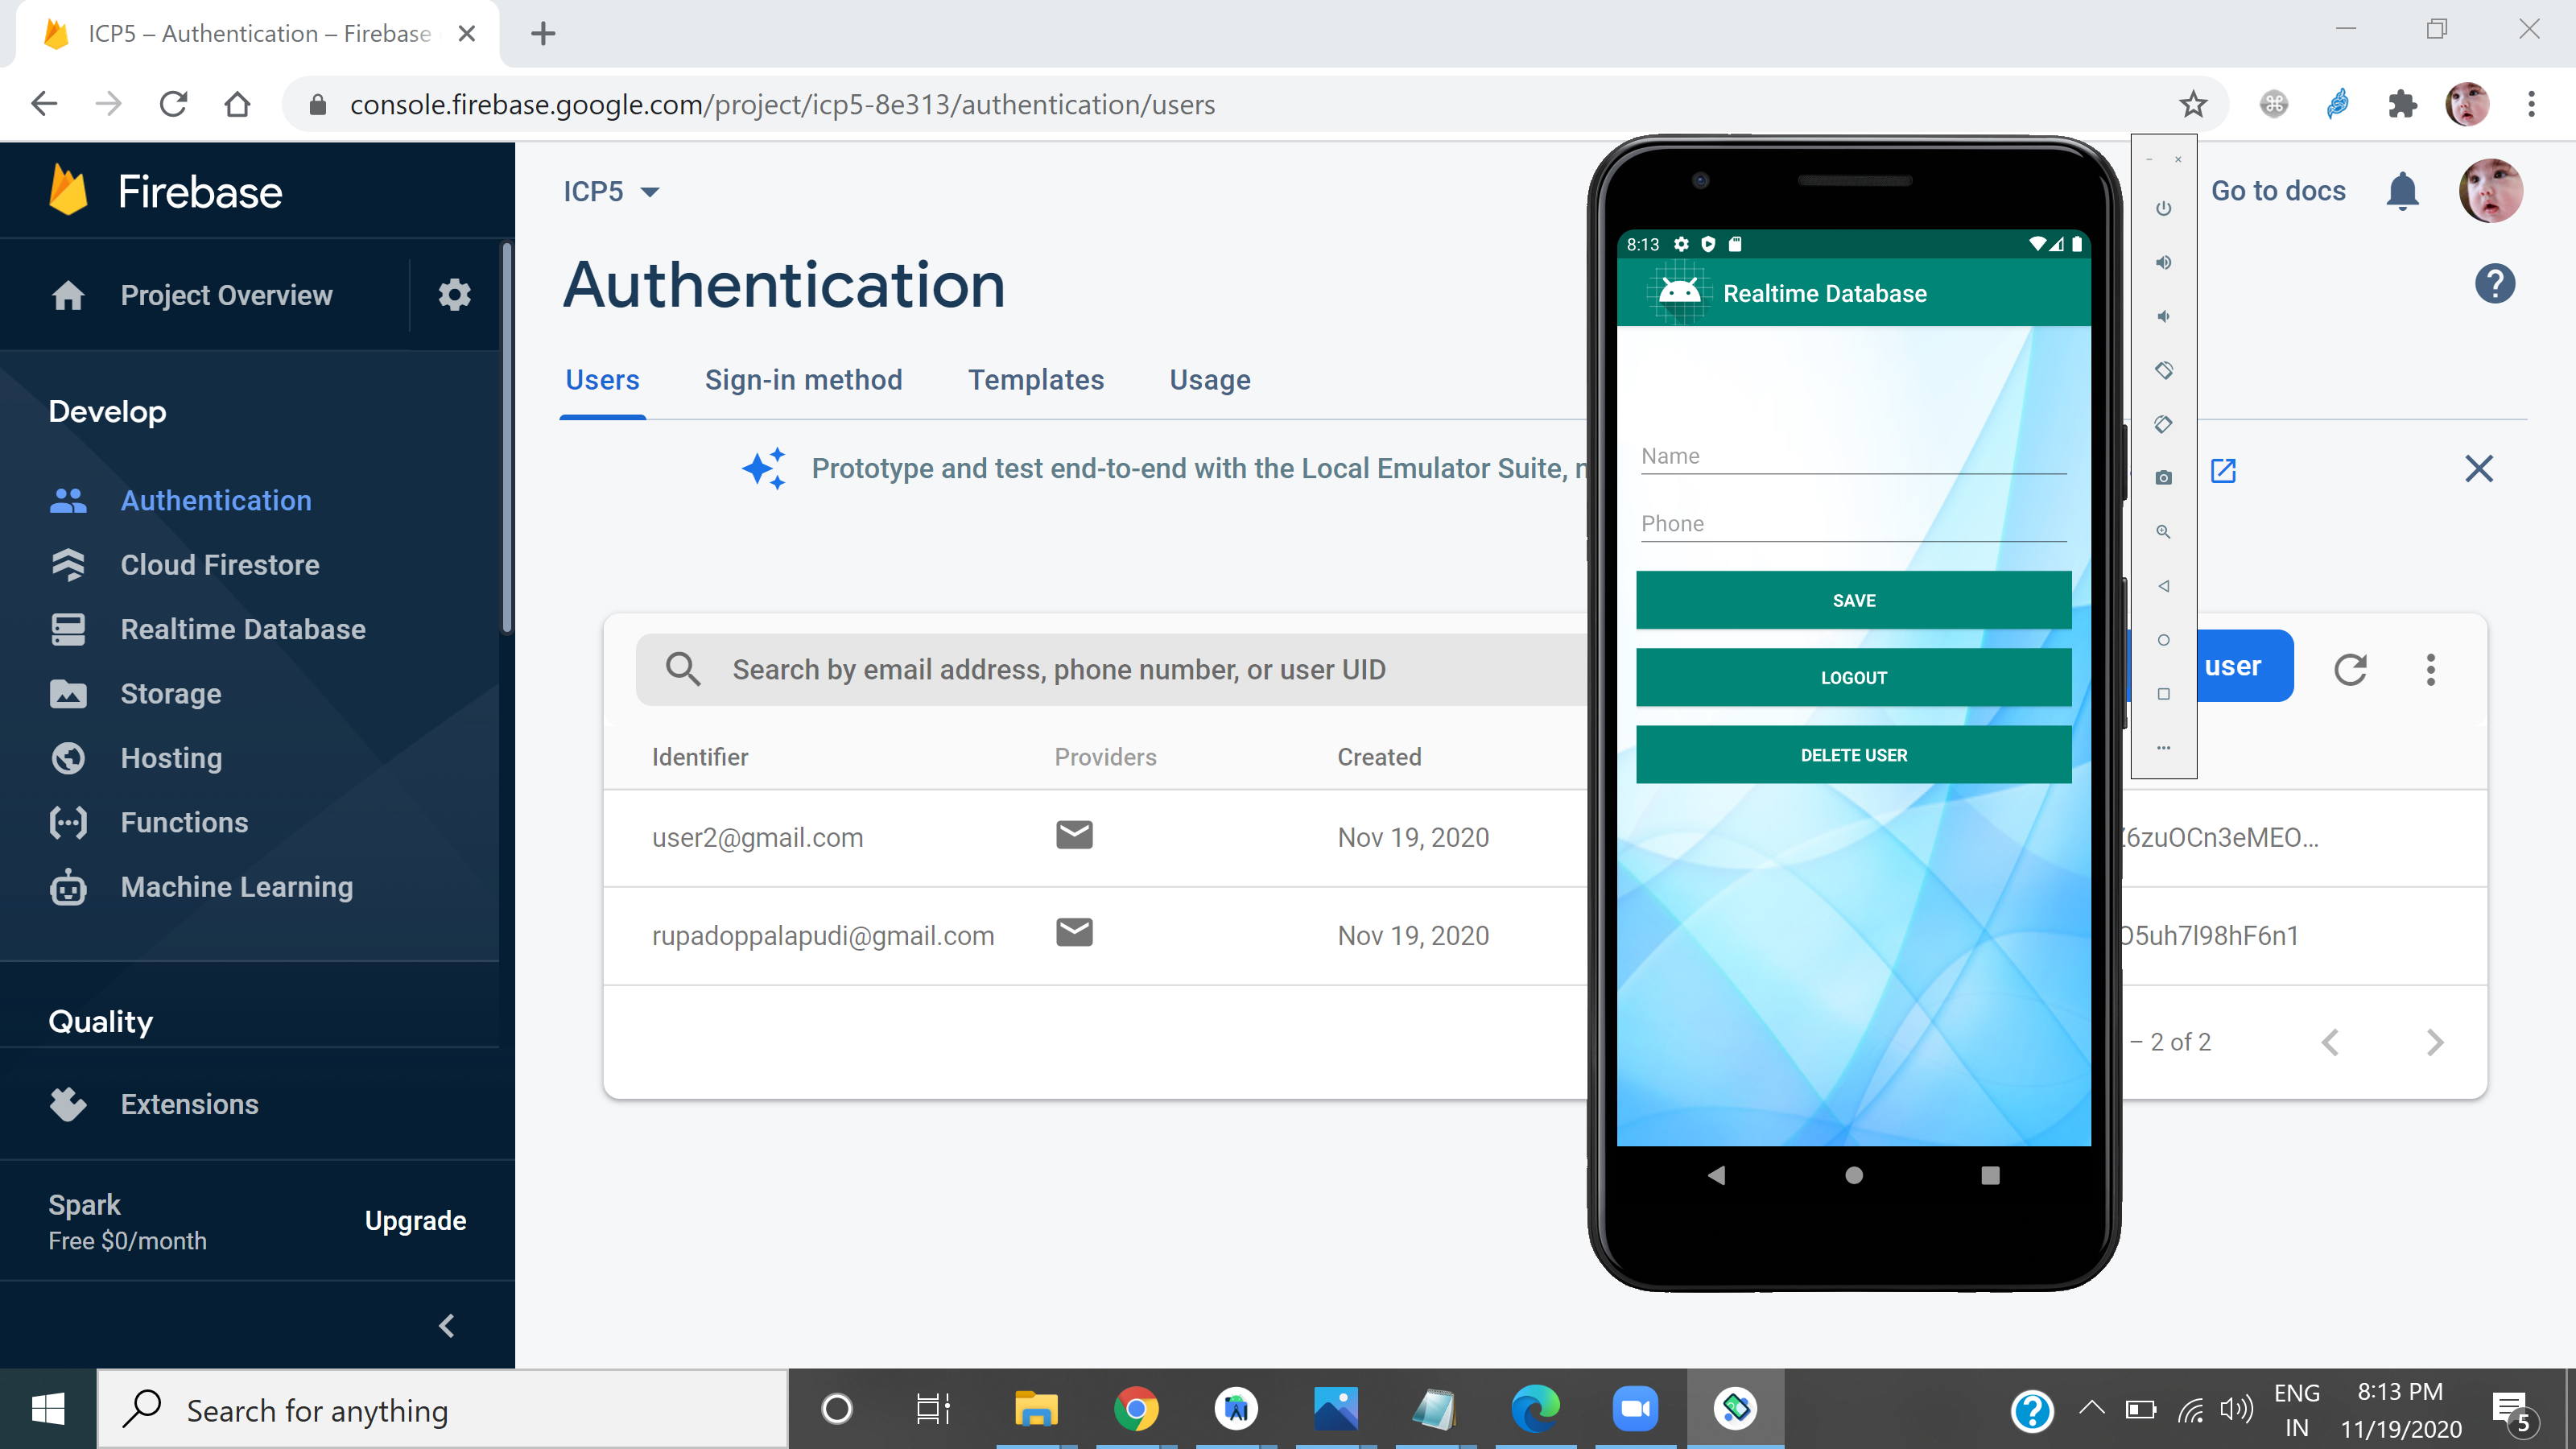 ICP5 – Authentication – Firebase
console.firebase.google.com/project/icp5-8e313/authentication/users
Firebase
Project Overview
Develop
Authentication
Cloud Firestore
Realtime Database
Storage
Hosting
Functions
Machine Learning
Quality
Extensions
Spark
Free $0/month
Upgrade
ICP5
Go to docs
Authentication
Users Sign-in method Templates Usage
Prototype and test end-to-end with the Local Emulator Suite,
Search by email address, phone number, or user UID
user
Identifier Providers Created
user2@gmail.com Nov 19, 2020 6zuOCn3eMEO...
rupadoppalapudi@gmail.com Nov 19, 2020
– 2 of 2
8:13
Realtime Database
Name
Phone
SAVE
LOGOUT
DELETE USER
Search for anything
ENG
IN
8:13 PM
11/19/2020
5